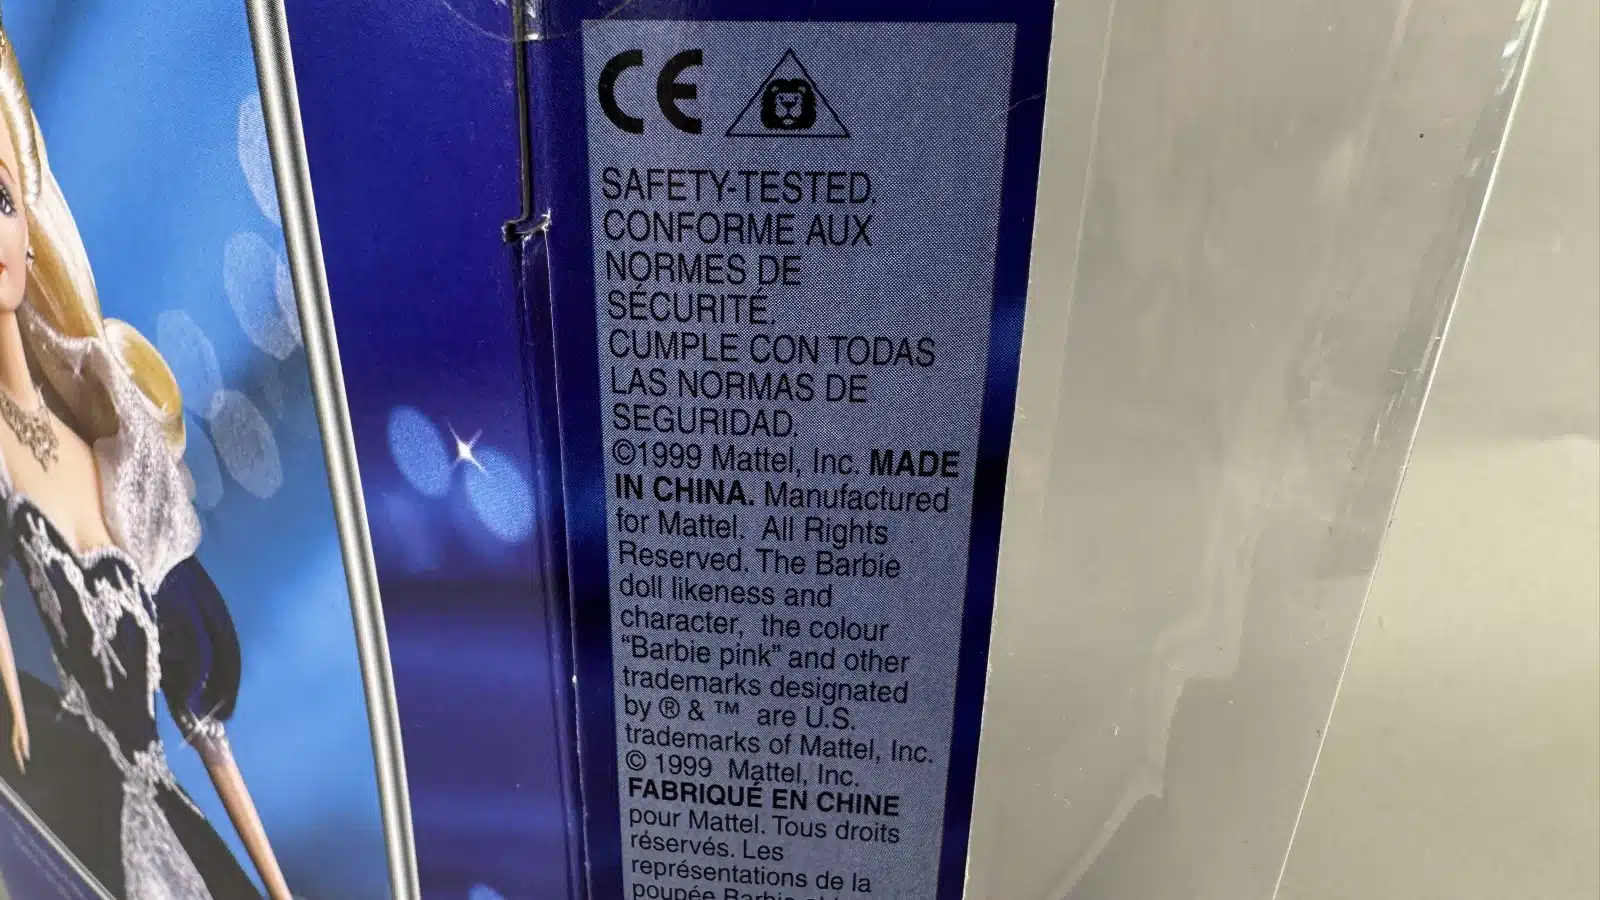 CE
SAFETY-TESTED.
CONFORME AUX
NORMES DE
SÉCURITÉ.
CUMPLE CON TODAS
LAS NORMAS DE
SEGURIDAD.
©1999 Mattel, Inc. MADE
IN CHINA. Manufactured
for Mattel. All Rights
Reserved. The Barbie
doll likeness and
character, the colour
“Barbie pink” and other
trademarks designated
by ® & ™ are U.S.
trademarks of Mattel, Inc.
© 1999 Mattel, Inc.
FABRIQUÉ EN CHINE
pour Mattel. Tous droits
réservés. Les
représentations de la
poupée Barbie